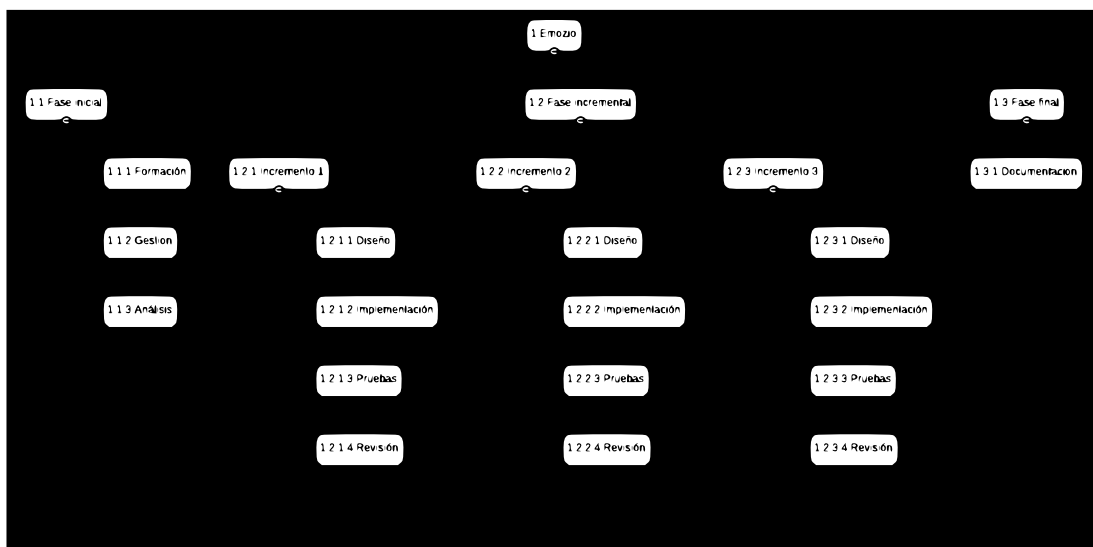 1 Emozio
1 1 Fase inicial
1 2 Fase incremental
1 3 Fase final
1 1 1 Formación
1 2 1 Incremento 1
1 2 2 Incremento 2
1 2 3 Incremento 3
1 3 1 Documentacion
1 1 2 Gestion
1 2 1 1 Diseño
1 2 2 1 Diseño
1 2 3 1 Diseño
1 1 3 Análisis
1 2 1 2 Implementación
1 2 2 2 Implementación
1 2 3 2 Implementación
1 2 1 3 Pruebas
1 2 2 3 Pruebas
1 2 3 3 Pruebas
1 2 1 4 Revisión
1 2 2 4 Revisión
1 2 3 4 Revisión